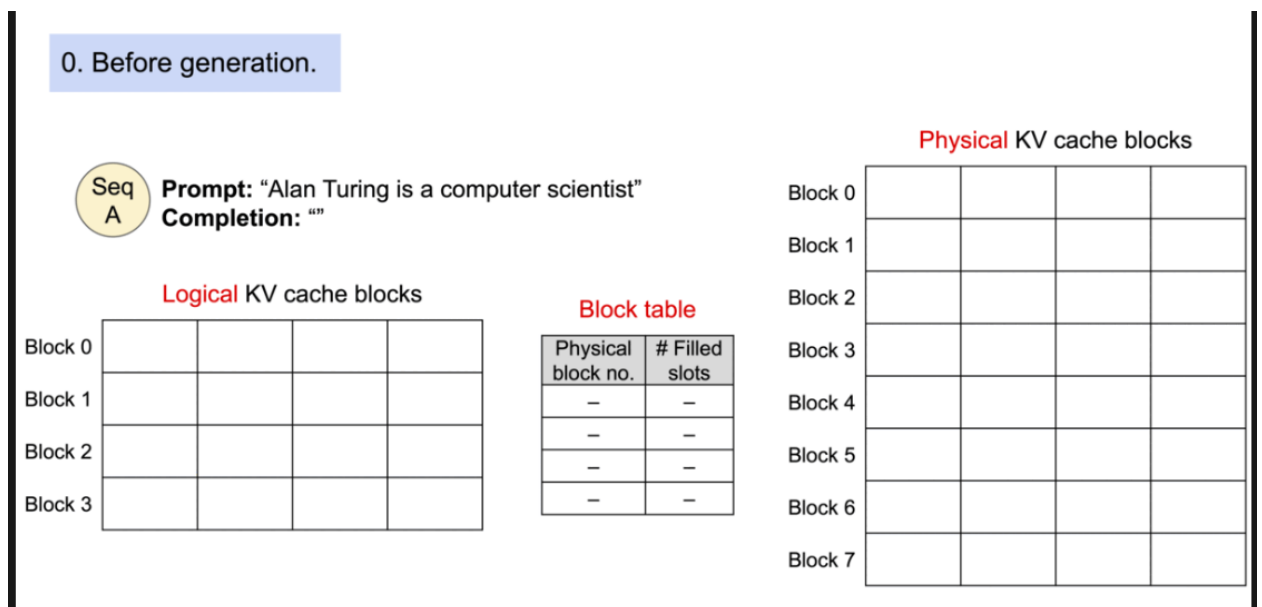 0. Before generation.
Seq
A
Prompt: “Alan Turing is a computer scientist”
Completion: “”
Logical KV cache blocks
Block 0
Block 1
Block 2
Block 3
Block table
Physical block no. | # Filled slots
– | –
– | –
– | –
– | –
Physical KV cache blocks
Block 0
Block 1
Block 2
Block 3
Block 4
Block 5
Block 6
Block 7